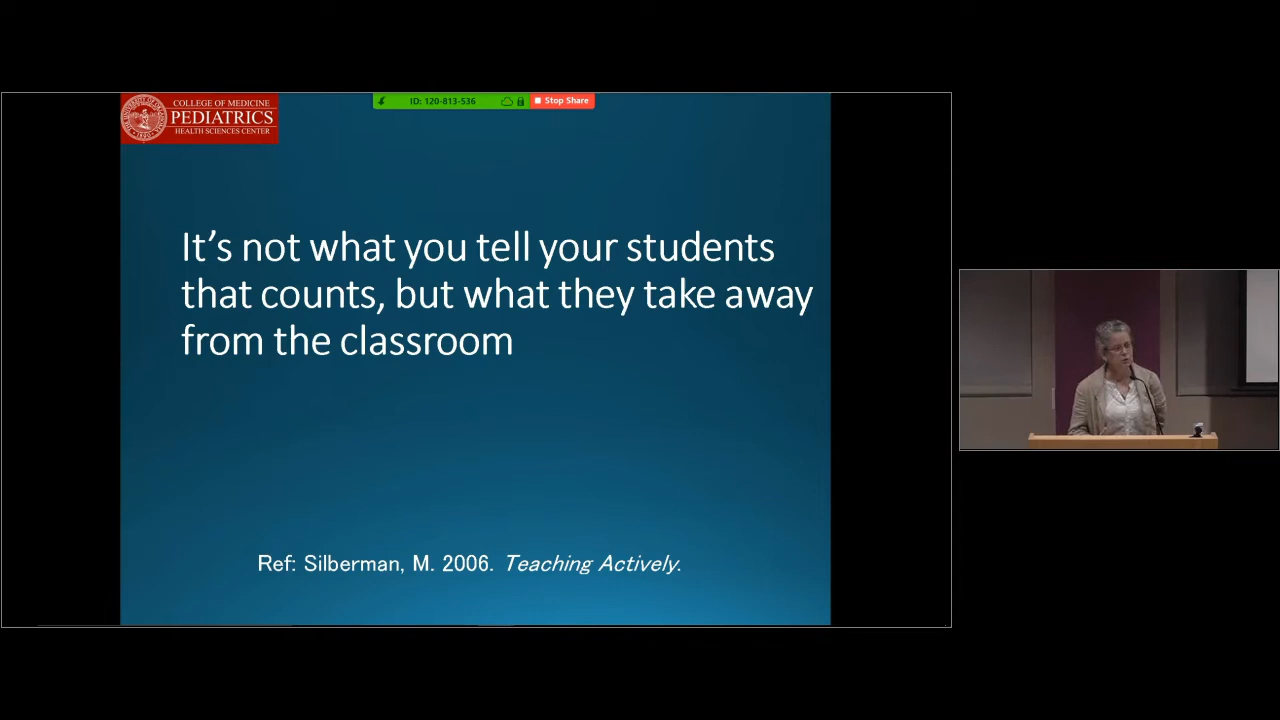 COLLEGE OF MEDICINE
PEDIATRICS
HEALTH SCIENCES CENTER
ID: 120-813-536
Stop Share
It's not what you tell your students
that counts, but what they take away
from the classroom
Ref: Silberman, M. 2006. Teaching Actively.